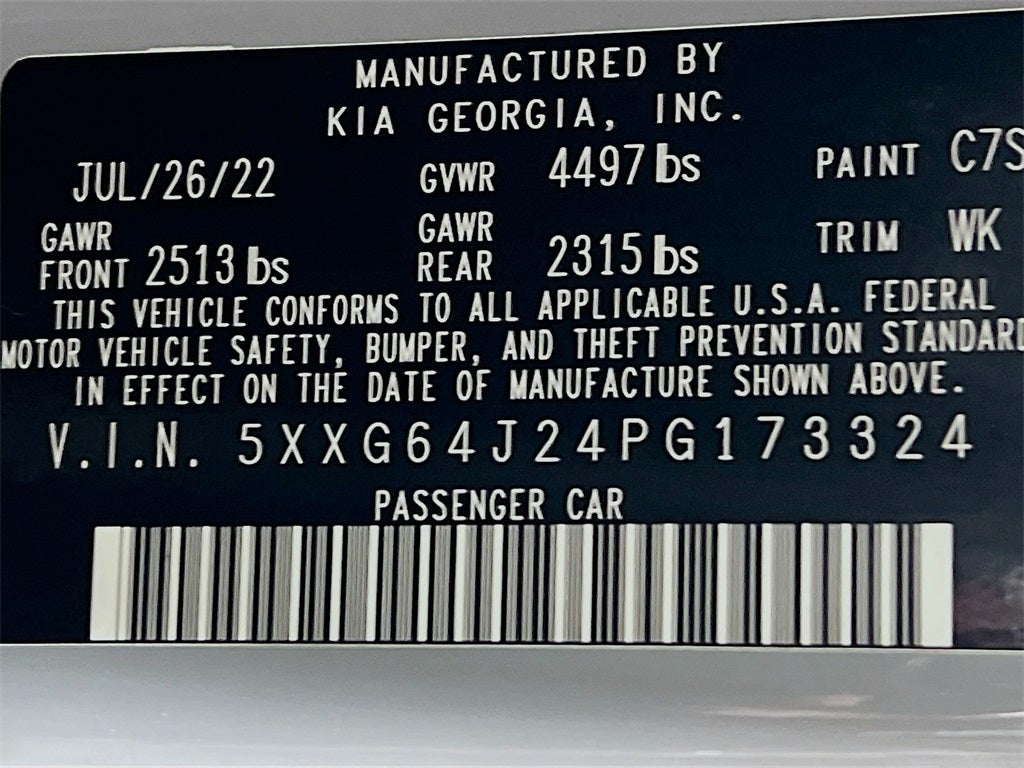 MANUFACTURED BY
KIA GEORGIA, INC.
JUL/26/22 GVWR 4497 lbs PAINT C7S
GAWR FRONT 2513 lbs GAWR REAR 2315 lbs TRIM WK
THIS VEHICLE CONFORMS TO ALL APPLICABLE U.S.A. FEDERAL
MOTOR VEHICLE SAFETY, BUMPER, AND THEFT PREVENTION STANDARD
IN EFFECT ON THE DATE OF MANUFACTURE SHOWN ABOVE.
V.I.N. 5XXG64J24PG173324
PASSENGER CAR